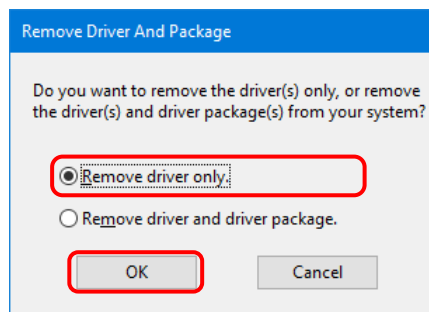 Remove Driver And Package
Do you want to remove the driver(s) only, or remove
the driver(s) and driver package(s) from your system?
Remove driver only.
Remove driver and driver package.
OK
Cancel